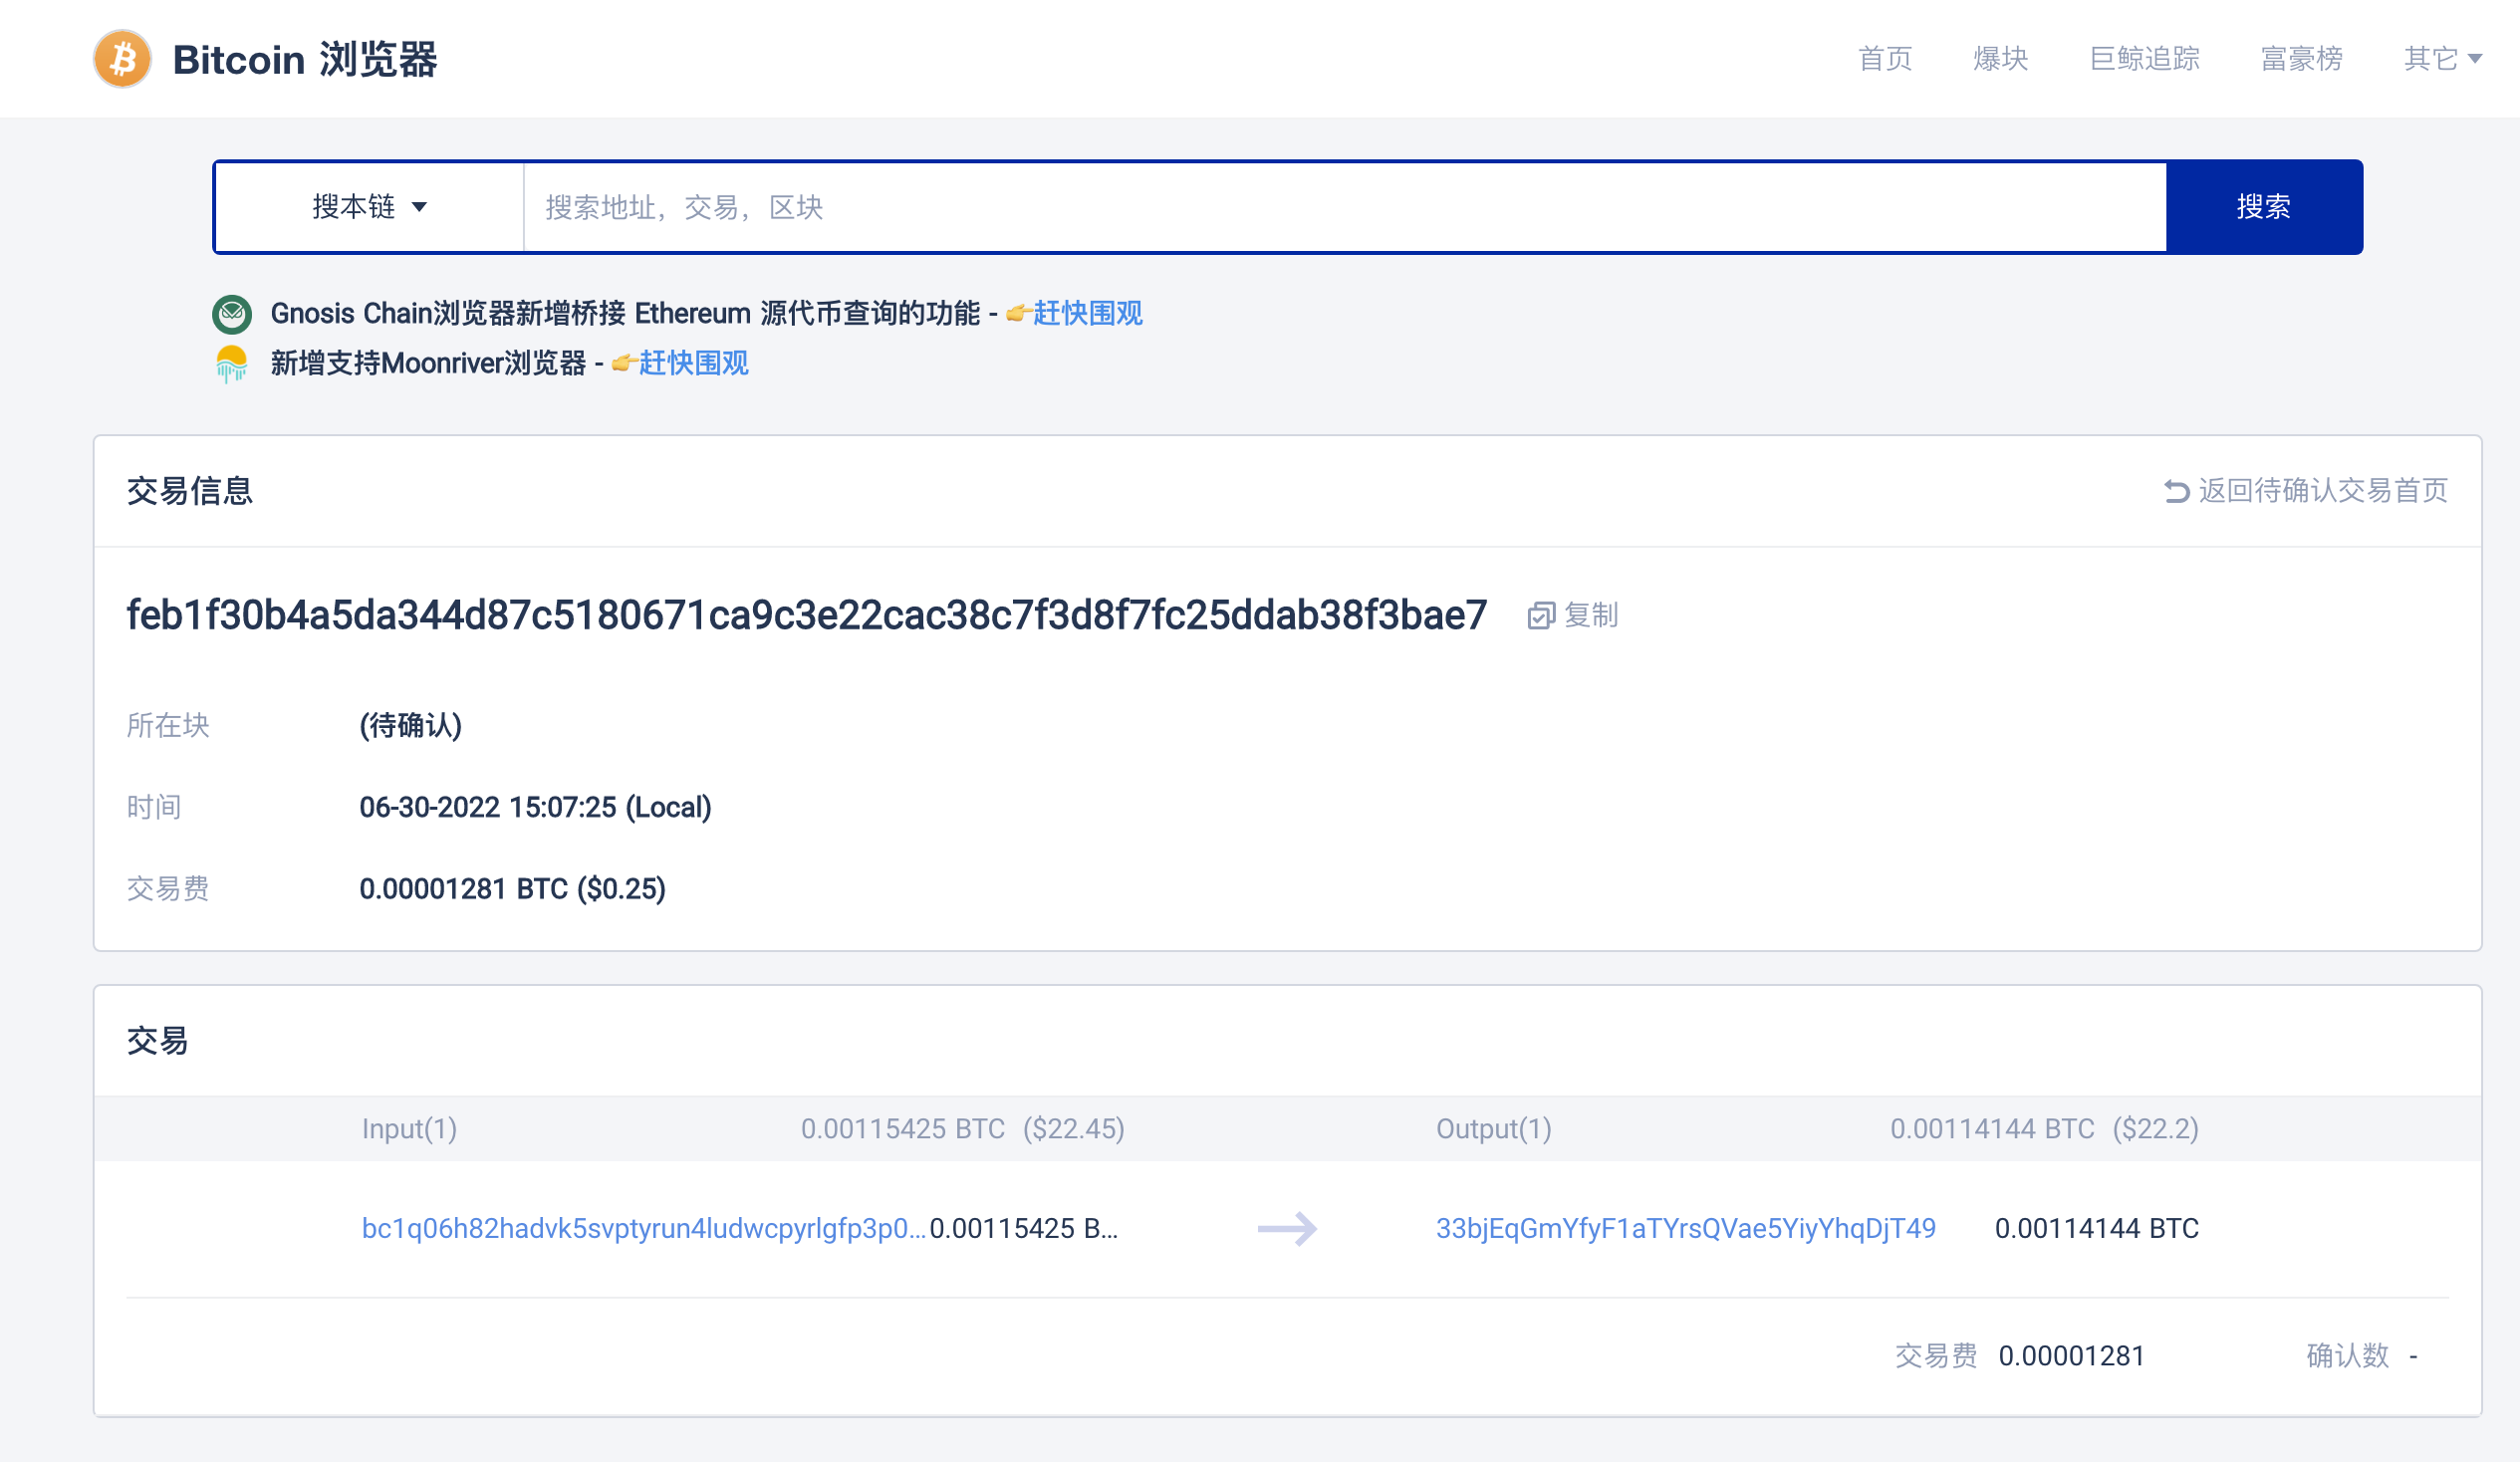 Bitcoin 浏览器 首页 爆块 巨鲸追踪 富豪榜 其它
搜本链 搜索地址，交易，区块 搜索
Gnosis Chain浏览器新增桥接 Ethereum 源代币查询的功能 - 👉赶快围观
新增支持Moonriver浏览器 - 👉赶快围观
交易信息 返回待确认交易首页
feb1f30b4a5da344d87c5180671ca9c3e22cac38c7f3d8f7fc25ddab38f3bae7 复制
所在块 (待确认)
时间 06-30-2022 15:07:25 (Local)
交易费 0.00001281 BTC ($0.25)
交易
Input(1) 0.00115425 BTC ($22.45) Output(1) 0.00114144 BTC ($22.2)
bc1q06h82hadvk5svptyrun4ludwcpyrlgfp3p0... 0.00115425 B... 33bjEqGmYfyF1aTYrsQVae5YiyYhqDjT49 0.00114144 BTC
交易费 0.00001281 确认数 -